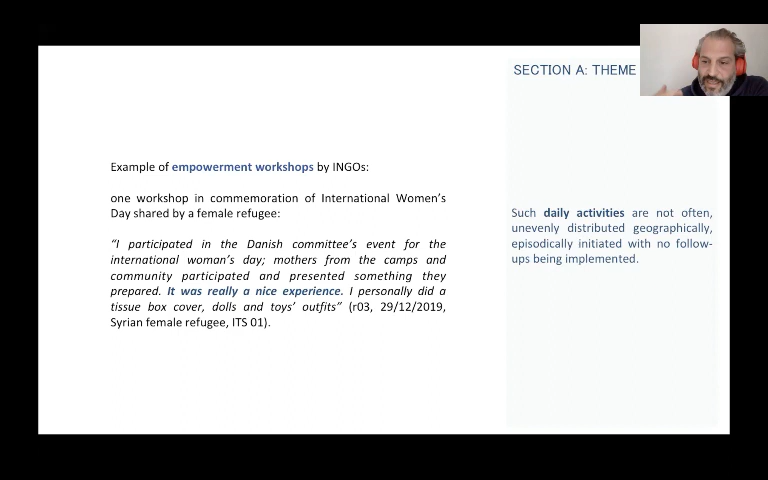 SECTION A: THEME
Example of empowerment workshops by INGOs:
one workshop in commemoration of International Women's
Day shared by a female refugee:
"I participated in the Danish committee's event for the
international woman's day; mothers from the camps and
community participated and presented something they
prepared. It was really a nice experience. I personally did a
tissue box cover, dolls and toys' outfits" (r03, 29/12/2019,
Syrian female refugee, ITS 01).
Such daily activities are not often,
unevenly distributed geographically,
episodically initiated with no follow-
ups being implemented.